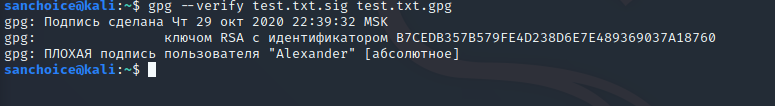 sanchoice@kali:~$ gpg --verify test.txt.sig test.txt.gpg
gpg: Подпись сделана Чт 29 окт 2020 22:39:32 MSK
gpg:                ключом RSA с идентификатором B7CEDB357B579FE4D238D6E7E489369037A18760
gpg: ПЛОХАЯ подпись пользователя "Alexander" [абсолютное]
sanchoice@kali:~$